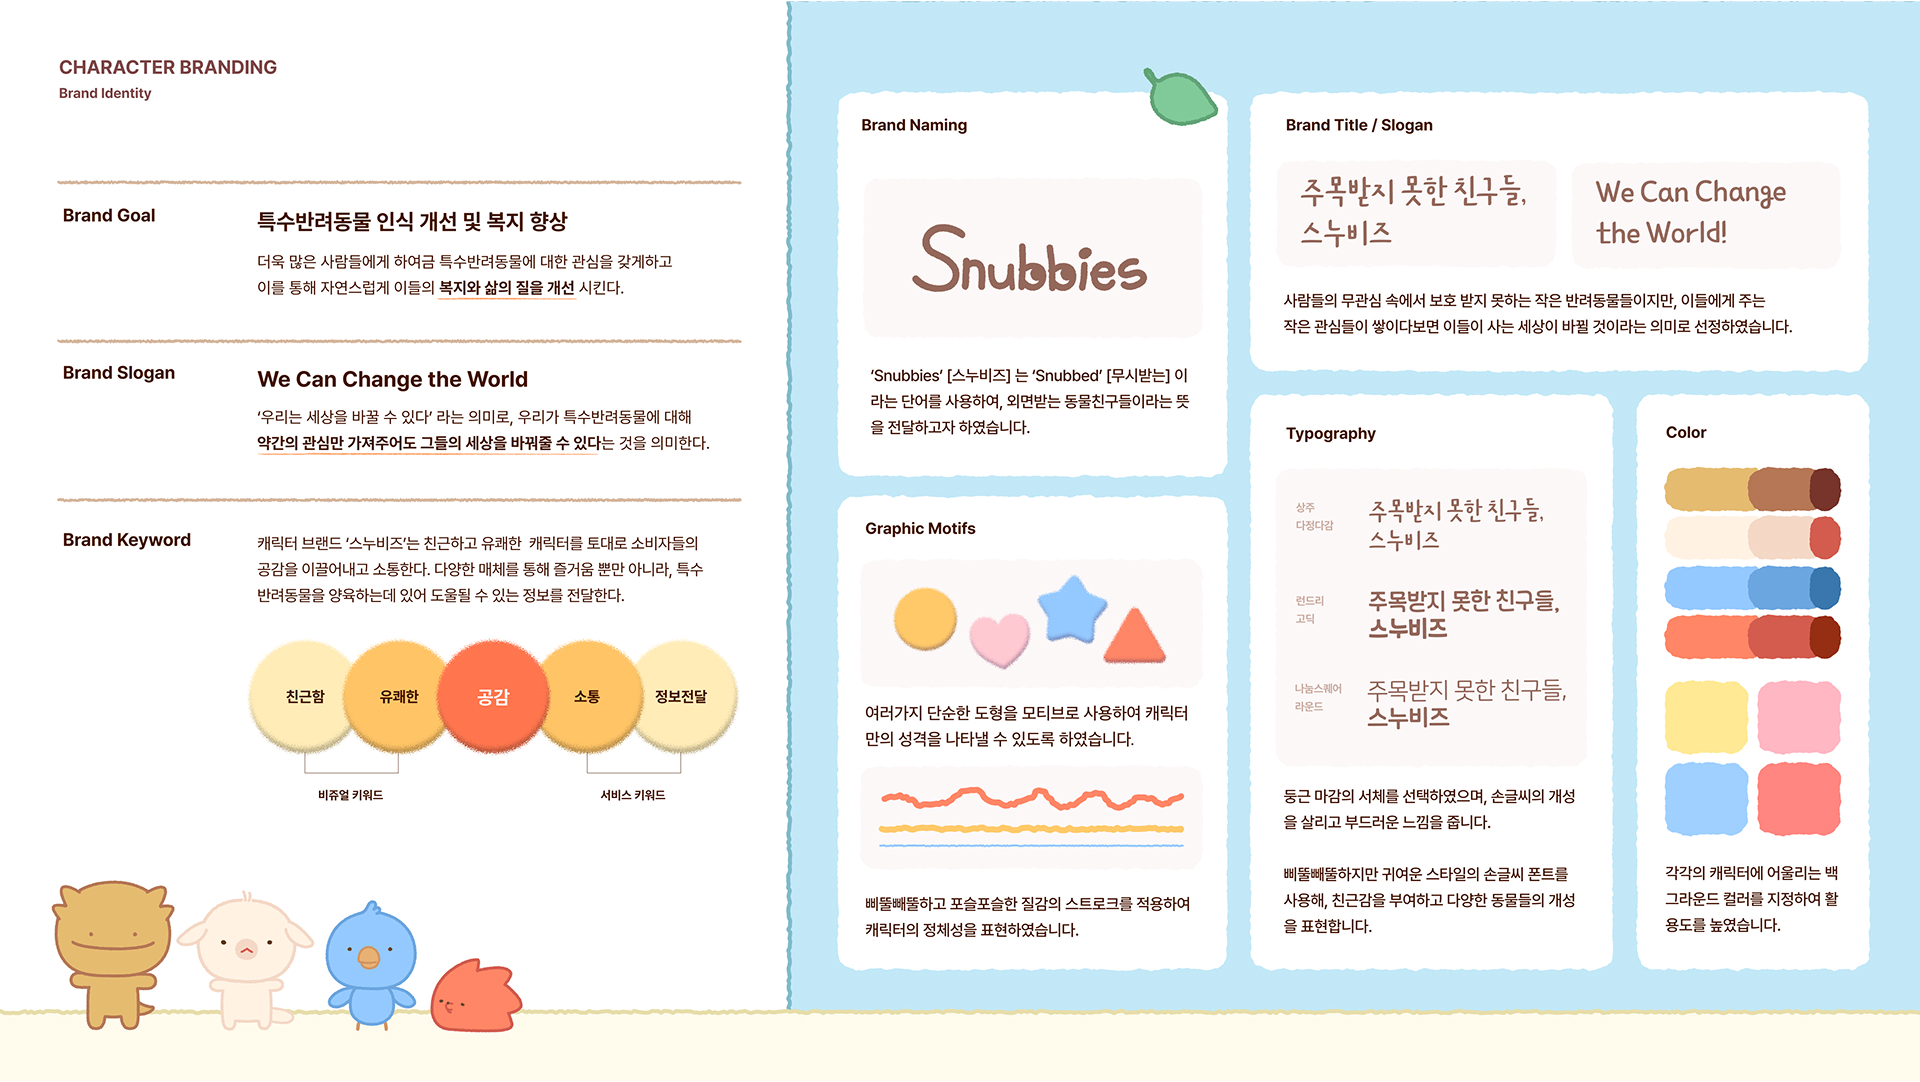 CHARACTER BRANDING
Brand Identity
Brand Goal
특수반려동물 인식 개선 및 복지 향상
더욱 많은 사람들에게 하여금 특수반려동물에 대한 관심을 갖게하고
이를 통해 자연스럽게 이들의 복지와 삶의 질을 개선 시킨다.
Brand Slogan
We Can Change the World
‘우리는 세상을 바꿀 수 있다’ 라는 의미로, 우리가 특수반려동물에 대해
약간의 관심만 가져주어도 그들의 세상을 바꿔줄 수 있다는 것을 의미한다.
Brand Keyword
캐릭터 브랜드 ‘스누비즈’는 친근하고 유쾌한 캐릭터를 토대로 소비자들의
공감을 이끌어내고 소통한다. 다양한 매체를 통해 즐거움 뿐만 아니라, 특수
반려동물을 양육하는데 있어 도울될 수 있는 정보를 전달한다.
친근함
유쾌한
공감
소통
정보전달
비쥬얼 키워드
서비스 키워드
Brand Naming
Snubbies
‘Snubbies’ [스누비즈] 는 ‘Snubbed’ [무시받는] 이
라는 단어를 사용하여, 외면받는 동물친구들이라는 뜻
을 전달하고자 하였습니다.
Graphic Motifs
여러가지 단순한 도형을 모티브로 사용하여 캐릭터
만의 성격을 나타낼 수 있도록 하였습니다.
삐뚤빼뚤하고 포슬포슬한 질감의 스트로크를 적용하여
캐릭터의 정체성을 표현하였습니다.
Brand Title / Slogan
주목받지 못한 친구들,
스누비즈
We Can Change
the World!
사람들의 무관심 속에서 보호 받지 못하는 작은 반려동물들이지만, 이들에게 주는
작은 관심들이 쌓이다보면 이들이 사는 세상이 바뀔 것이라는 의미로 선정하였습니다.
Typography
상주
다정다감
주목받지 못한 친구들,
스누비즈
런드리
고딕
주목받지 못한 친구들,
스누비즈
나눔스퀘어
라운드
주목받지 못한 친구들,
스누비즈
둥근 마감의 서체를 선택하였으며, 손글씨의 개성
을 살리고 부드러운 느낌을 줍니다.
삐뚤빼뚤하지만 귀여운 스타일의 손글씨 폰트를
사용해, 친근감을 부여하고 다양한 동물들의 개성
을 표현합니다.
Color
각각의 캐릭터에 어울리는 백
그라운드 컬러를 지정하여 활
용도를 높였습니다.